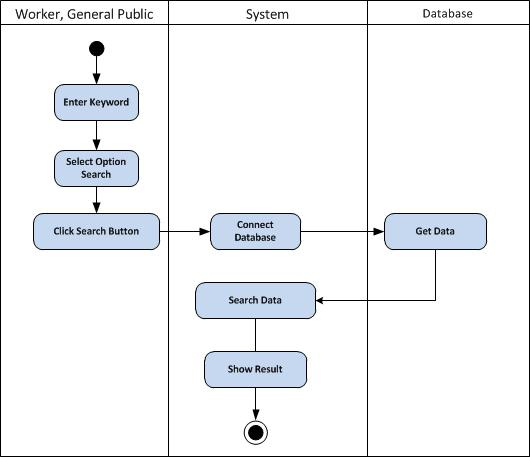 Worker, General Public
System
Database
Enter Keyword
Select Option
Search
Click Search Button
Connect
Database
Get Data
Search Data
Show Result